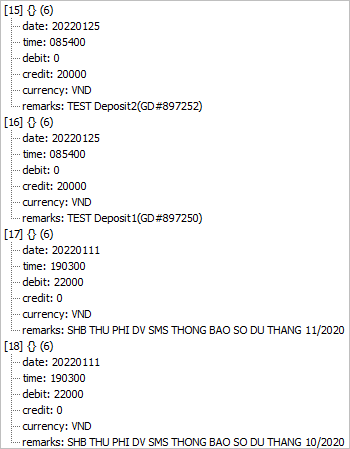 [15] {} (6)
date: 20220125
time: 085400
debit: 0
credit: 20000
currency: VND
remarks: TEST Deposit2(GD#897252)
[16] {} (6)
date: 20220125
time: 085400
debit: 0
credit: 20000
currency: VND
remarks: TEST Deposit1(GD#897250)
[17] {} (6)
date: 20220111
time: 190300
debit: 22000
credit: 0
currency: VND
remarks: SHB THU PHI DV SMS THONG BAO SO DU THANG 11/2020
[18] {} (6)
date: 20220111
time: 190300
debit: 22000
credit: 0
currency: VND
remarks: SHB THU PHI DV SMS THONG BAO SO DU THANG 10/2020